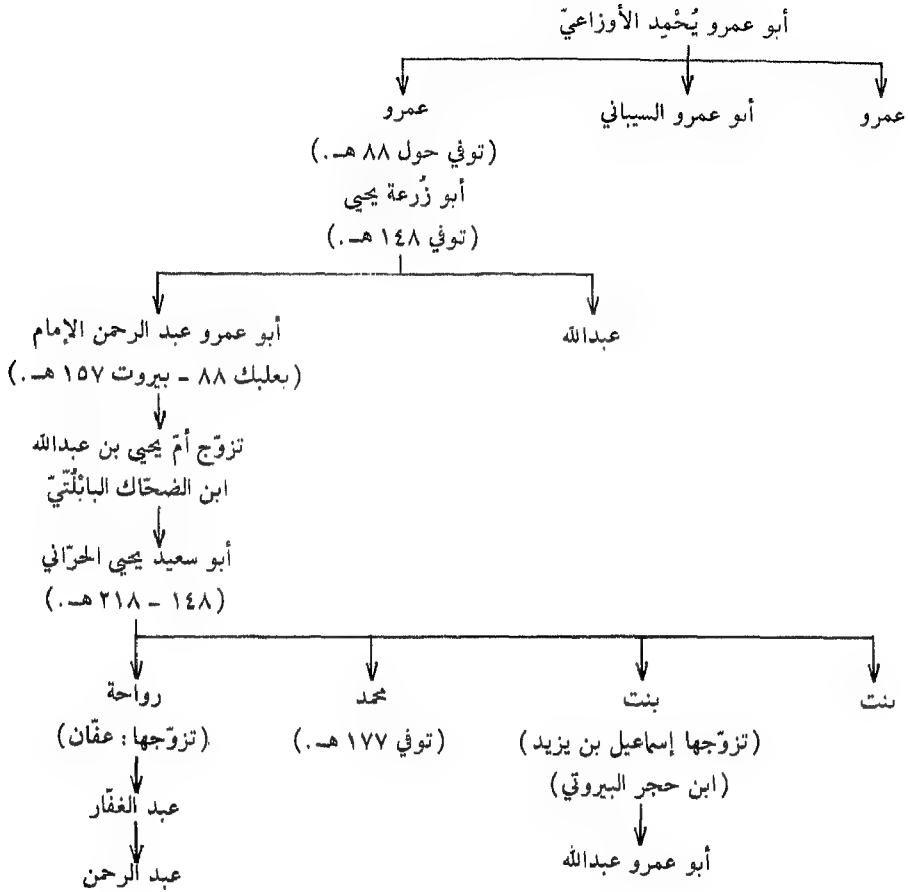 أبو عمرو يُحْمِد الأوزاعيّ
عمرو
أبو عمرو السيباني
عمرو
(توفي حول ٨٨ هـ.)
أبو زُرعة يحيى
(توفي ١٤٨ هـ.)
عبدالله
أبو عمرو عبد الرحمن الإمام
(بعلبك ٨٨ - بيروت ١٥٧ هـ.)
تزوّج أمّ يحيى بن عبدالله
ابن الضحّاك البابْلُتّيّ
أبو سعيد يحيى الحرّاني
(١٤٨ - ٢١٨ هـ.)
بنت
بنت
محمد
رواحة
(تزوّجها إسماعيل بن يزيد)
(توفي ١٧٧ هـ.)
(تزوّجها: عفّان)
(ابن حجر البيروتي)
عبد الغفّار
أبو عمرو عبدالله
عبد الرحمن